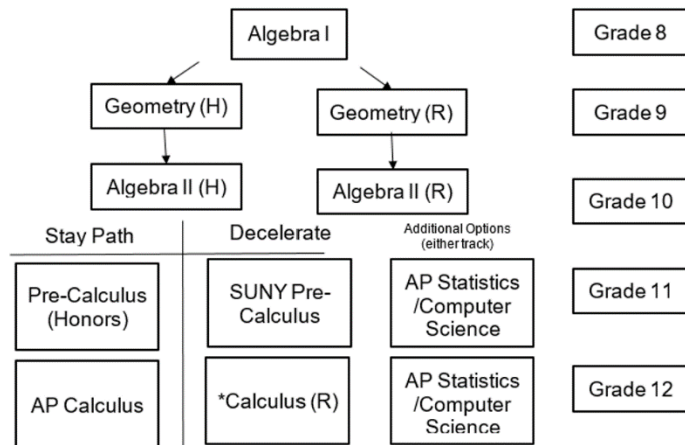 Algebra I
Grade 8
Geometry (H)
Geometry (R)
Grade 9
Algebra II (H)
Algebra II (R)
Grade 10
Stay Path
Decelerate
Additional Options
(either track)
Pre-Calculus
(Honors)
SUNY Pre-
Calculus
AP Statistics
/Computer
Science
Grade 11
AP Calculus
*Calculus (R)
AP Statistics
/Computer
Science
Grade 12